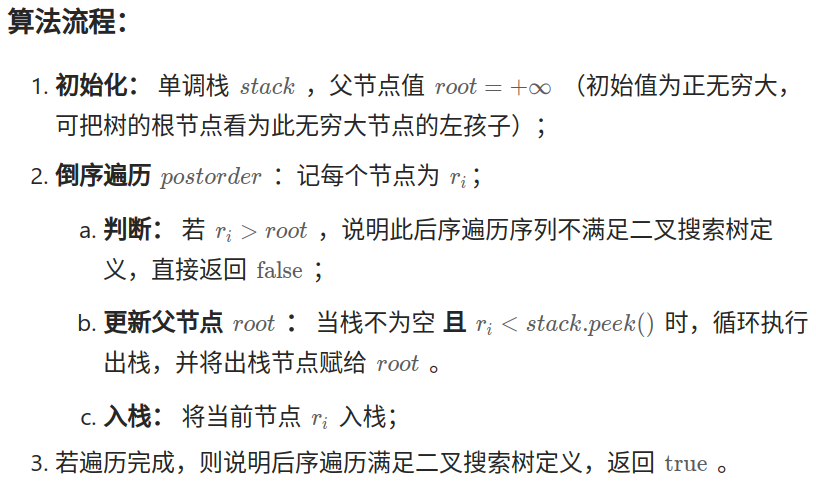 算法流程：
1. 初始化： 单调栈 stack ，父节点值 root = +∞ （初始值为正无穷大，
可把树的根节点看为此无穷大节点的左孩子）；
2. 倒序遍历 postorder ：记每个节点为 rᵢ；
a. 判断： 若 rᵢ > root ，说明此后序遍历序列不满足二叉搜索树定
义，直接返回 false ；
b. 更新父节点 root ： 当栈不为空 且 rᵢ < stack.peek() 时，循环执行
出栈，并将出栈节点赋给 root 。
c. 入栈： 将当前节点 rᵢ 入栈；
3. 若遍历完成，则说明后序遍历满足二叉搜索树定义，返回 true 。